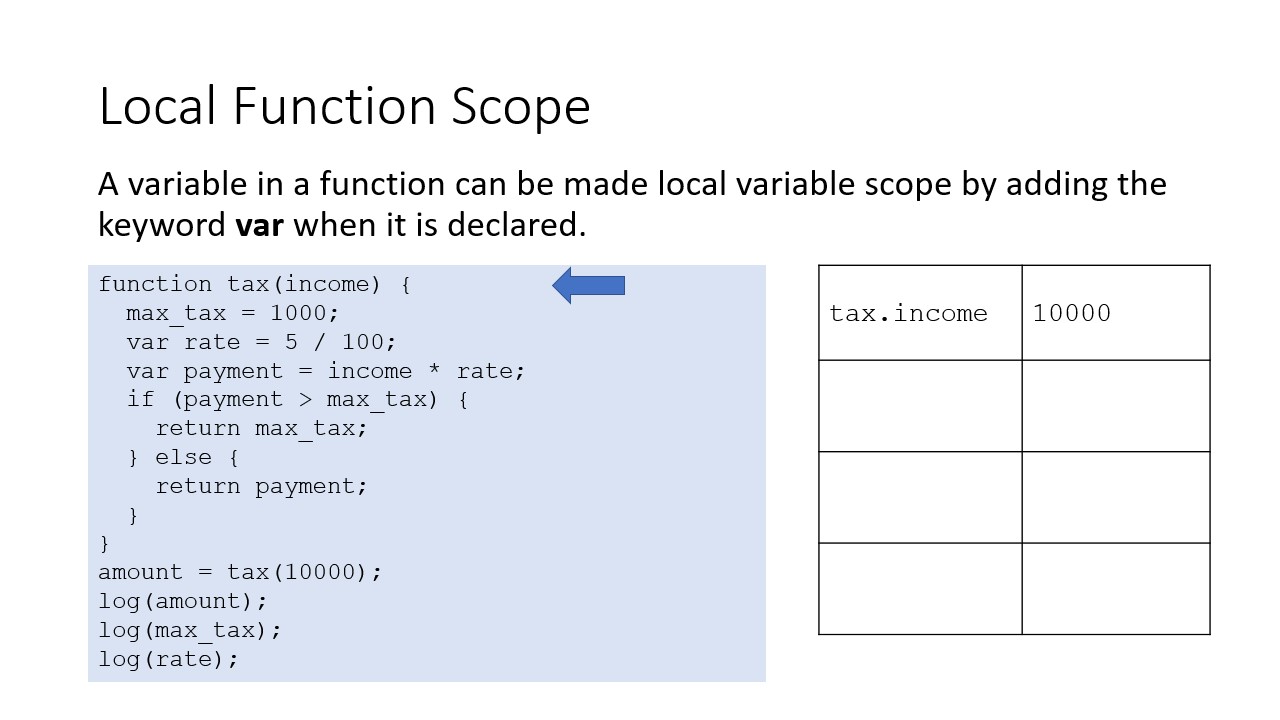 Local Function Scope
A variable in a function can be made local variable scope by adding the
keyword var when it is declared.
function tax(income) {
  max_tax = 1000;
  var rate = 5 / 100;
  var payment = income * rate;
  if (payment > max_tax) {
    return max_tax;
  } else {
    return payment;
  }
}
amount = tax(10000);
log(amount);
log(max_tax);
log(rate);
tax.income 10000